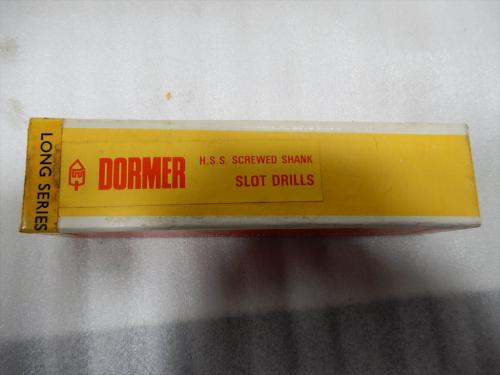 LONG SERIES
DORMER
H.S.S. SCREWED SHANK
SLOT DRILLS